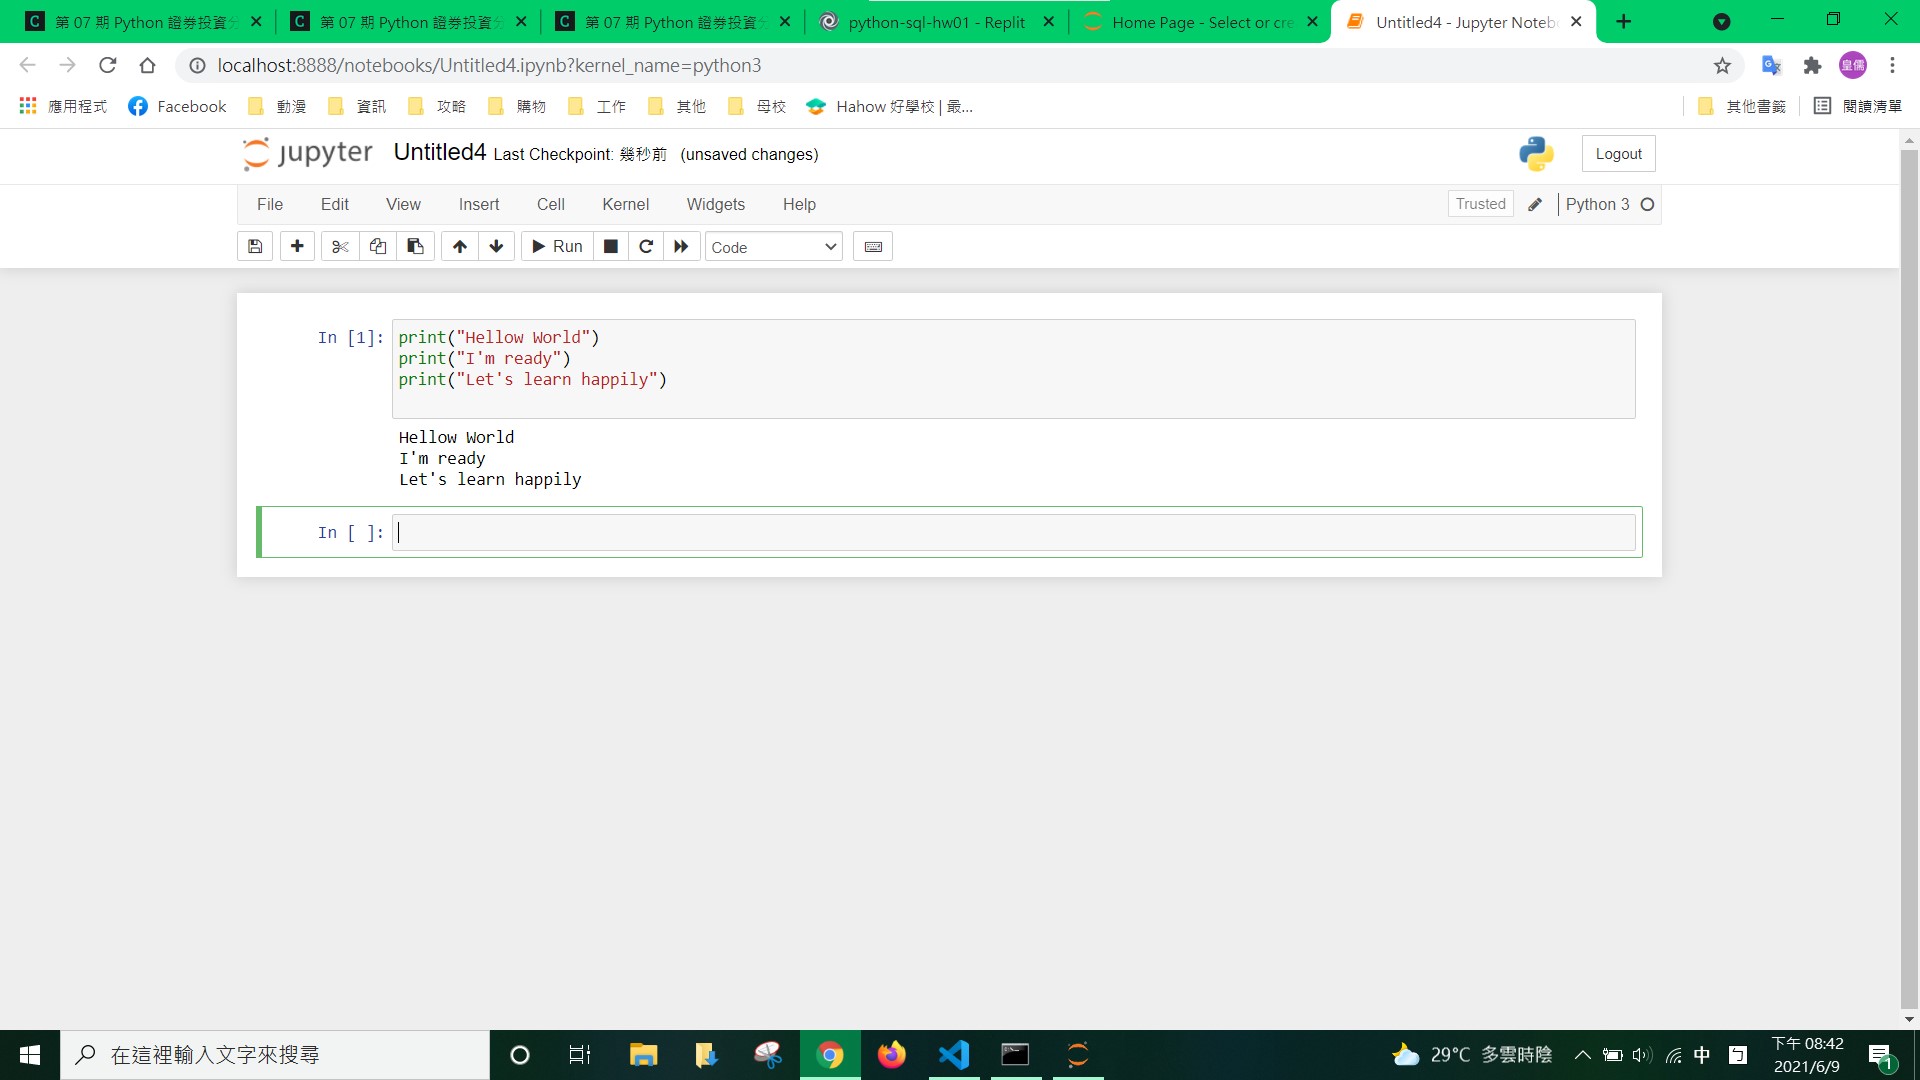 第 07 期 Python 證券投資分
第 07 期 Python 證券投資分
第 07 期 Python 證券投資分
python-sql-hw01 - Replit
Home Page - Select or cre
Untitled4 - Jupyter Noteb
localhost:8888/notebooks/Untitled4.ipynb?kernel_name=python3
皇儒
應用程式
Facebook
動漫
資訊
攻略
購物
工作
其他
母校
Hahow 好學校 | 最...
其他書籤
閱讀清單
jupyter
Untitled4
Last Checkpoint: 幾秒前
(unsaved changes)
Logout
File
Edit
View
Insert
Cell
Kernel
Widgets
Help
Trusted
Python 3
Run
Code
In [1]:
print("Hellow World")
print("I'm ready")
print("Let's learn happily")
Hellow World
I'm ready
Let's learn happily
In [ ]:
在這裡輸入文字來搜尋
29°C 多雲時陰
中
下午 08:42
2021/6/9
1